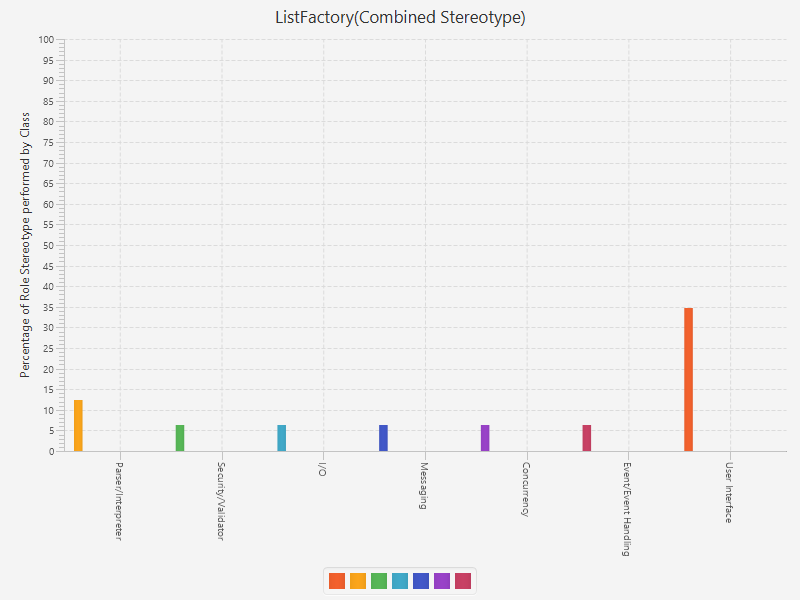 ListFactory(Combined Stereotype)
Percentage of Role Stereotype performed by Class
100
95
90
85
80
75
70
65
60
55
50
45
40
35
30
25
20
15
10
5
0
Parser/Interpreter
Security/Validator
I/O
Messaging
Concurrency
Event/Event Handling
User Interface